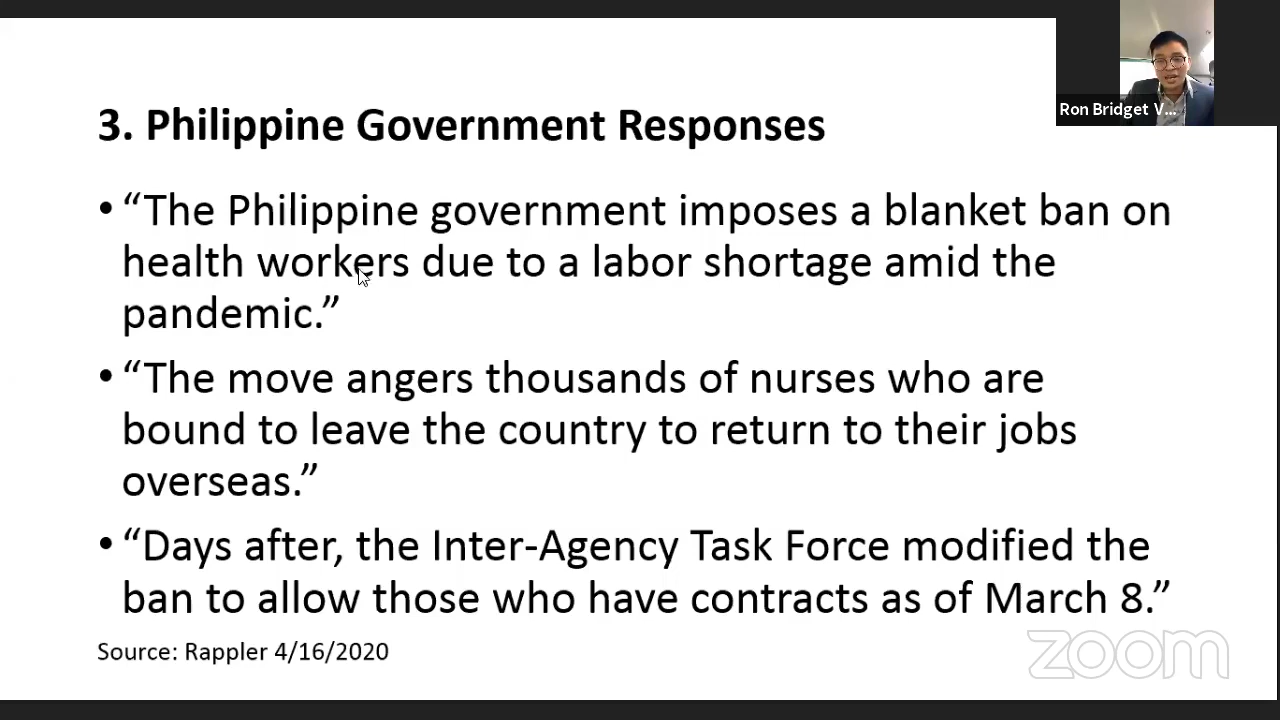 3. Philippine Government Responses
Ron Bridget V...
• “The Philippine government imposes a blanket ban on
health workers due to a labor shortage amid the
pandemic.”
• “The move angers thousands of nurses who are
bound to leave the country to return to their jobs
overseas.”
• “Days after, the Inter-Agency Task Force modified the
ban to allow those who have contracts as of March 8.”
Source: Rappler 4/16/2020
zoom